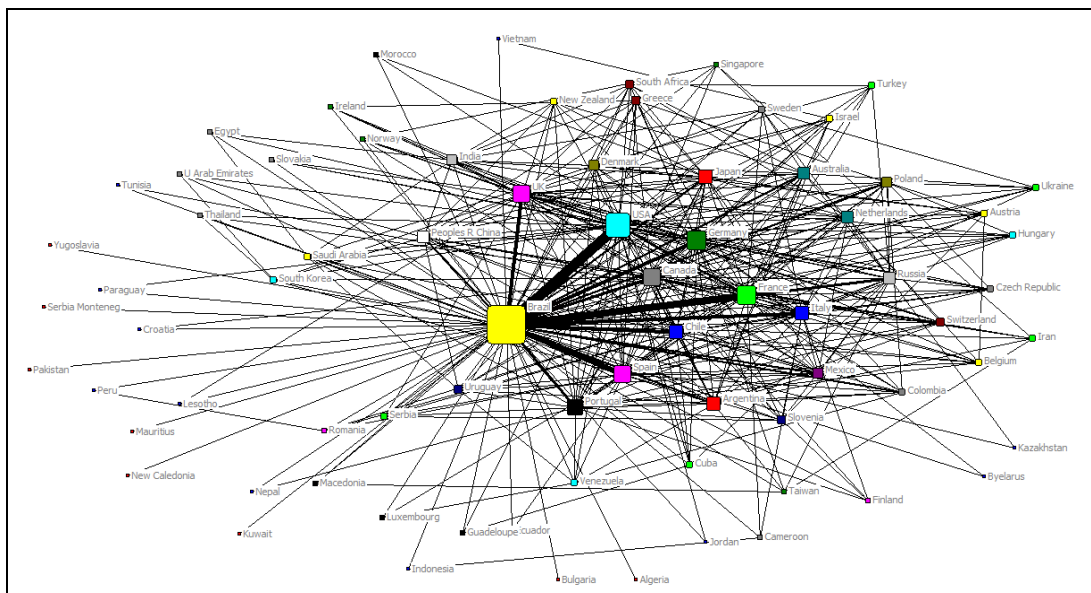 Vietnam
Morocco
Singapore
South Africa
Turkey
New Zealand
Greece
Ireland
Sweden
Israel
Egypt
Norway
Slovakia
India
Denmark
U Arab Emirates
Japan
Australia
Tunisia
UK
Poland
Ukraine
Thailand
USA
Netherlands
Austria
Peoples R China
Germany
Hungary
Yugoslavia
Saudi Arabia
South Korea
Canada
Russia
Paraguay
France
Czech Republic
Serbia Monteneg
Brazil
Italy
Switzerland
Croatia
Chile
Iran
Pakistan
Spain
Mexico
Belgium
Peru
Uruguay
Colombia
Lesotho
Portugal
Argentina
Serbia
Slovenia
Mauritius
Romania
Kazakhstan
New Caledonia
Cuba
Byelarus
Macedonia
Venezuela
Nepal
Taiwan
Finland
Luxembourg
Kuwait
Guadeloupe
cuador
Cameroon
Jordan
Indonesia
Bulgaria
Algeria